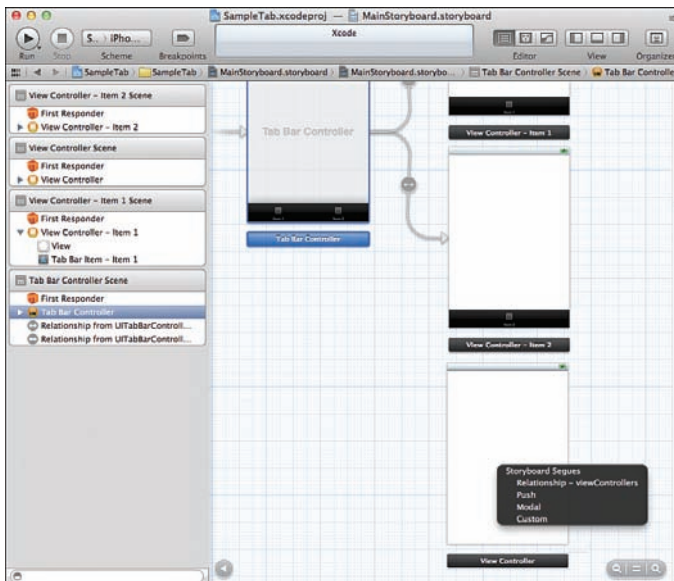 SampleTab.xcodeproj — MainStoryboard.storyboard
Run
Stop
S... ⟩ iPho...
Scheme
Breakpoints
Xcode
Editor
View
Organizer
SampleTab
SampleTab
MainStoryboard.storyboard
MainStoryboard.storybo...
Tab Bar Controller Scene
Tab Bar Controlle
View Controller – Item 2 Scene
First Responder
View Controller – Item 2
View Controller Scene
First Responder
View Controller
View Controller – Item 1 Scene
First Responder
View Controller – Item 1
View
Tab Bar Item – Item 1
Tab Bar Controller Scene
First Responder
Tab Bar Controller
Relationship from UITabBarControll...
Relationship from UITabBarControll...
Tab Bar Controller
Tab Bar Controller
View Controller – Item 1
View Controller – Item 2
Storyboard Segues
Relationship – viewControllers
Push
Modal
Custom
View Controller